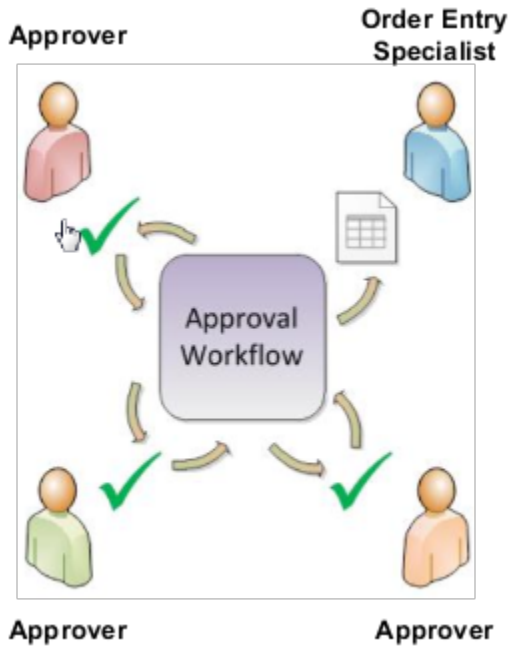 Approver
Order Entry
Specialist
Approval
Workflow
Approver
Approver